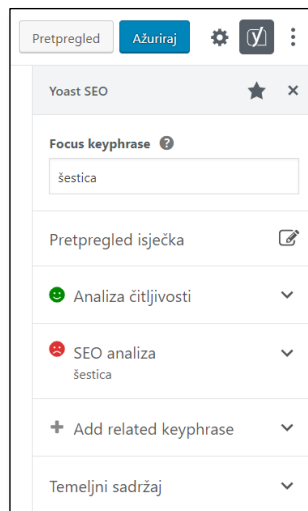 Pretpregled Ažuriraj
Yoast SEO
Focus keyphrase ?
šestica
Pretpregled isječka
Analiza čitljivosti
SEO analiza
šestica
Add related keyphrase
Temeljni sadržaj